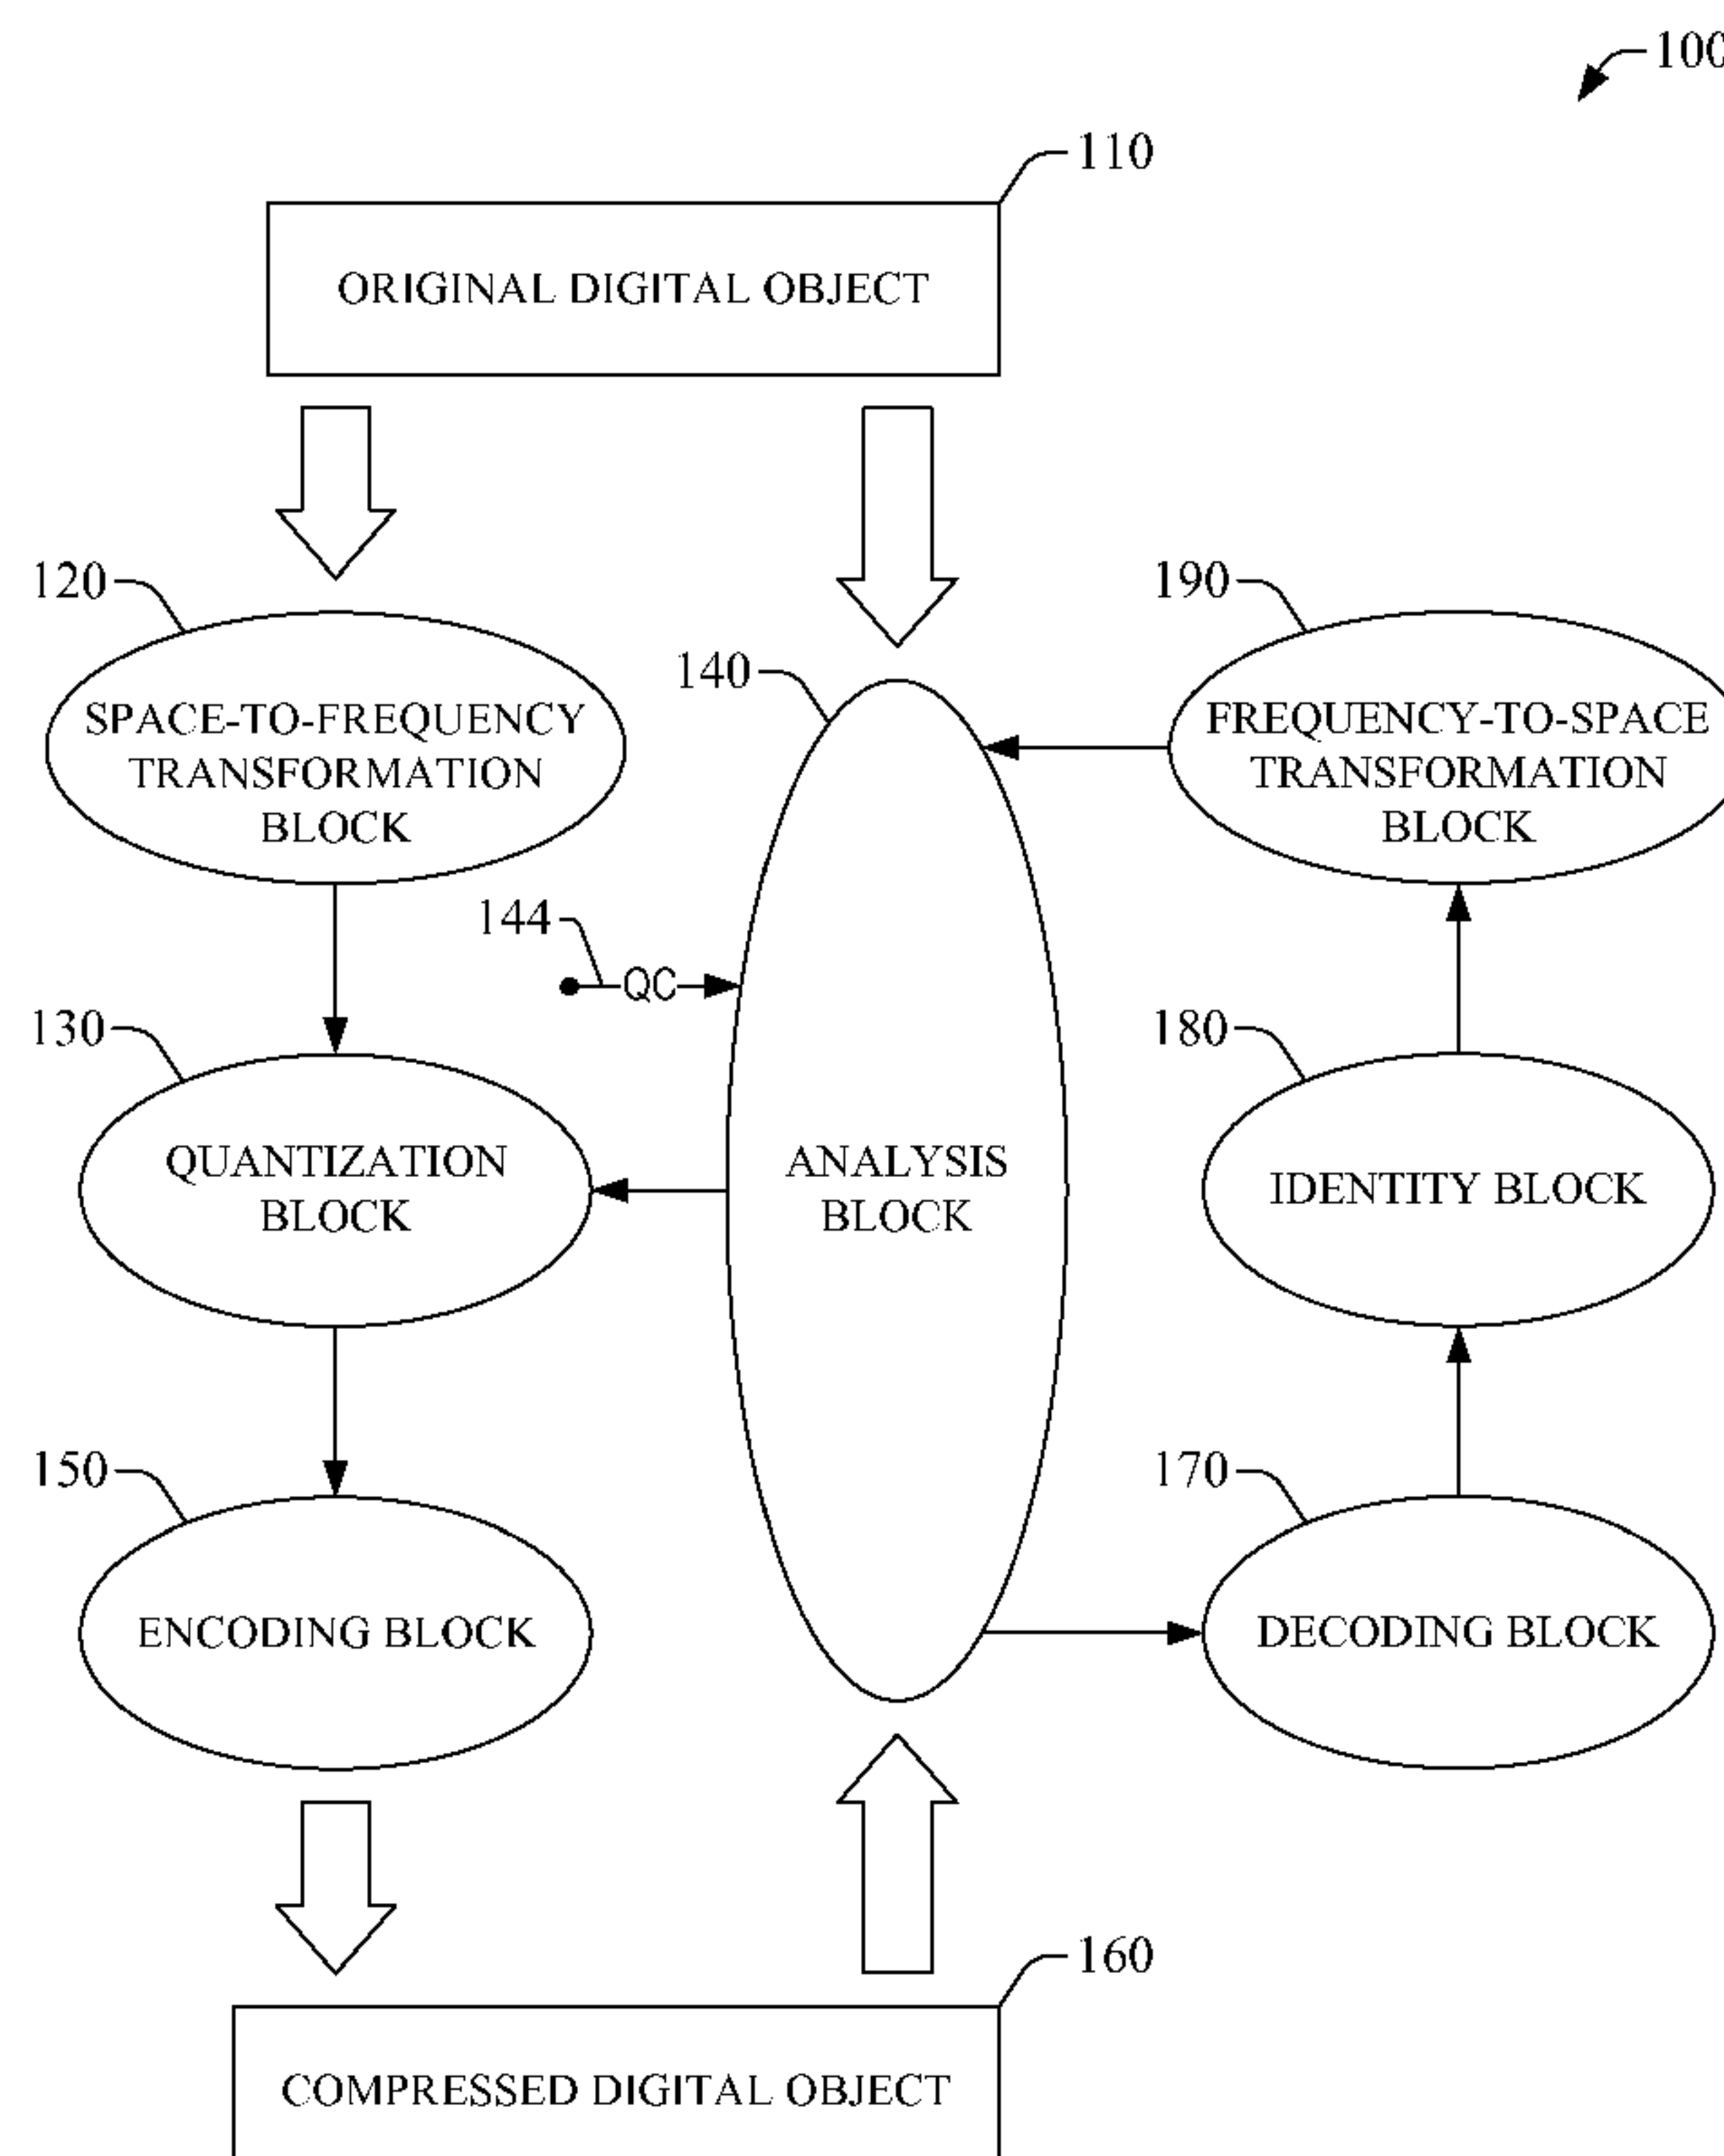 100
110
ORIGINAL DIGITAL OBJECT
120
190
140
SPACE-TO-FREQUENCY
TRANSFORMATION
BLOCK
FREQUENCY-TO-SPACE
TRANSFORMATION
BLOCK
144
QC
130
180
QUANTIZATION
BLOCK
ANALYSIS
BLOCK
IDENTITY BLOCK
150
170
ENCODING BLOCK
DECODING BLOCK
160
COMPRESSED DIGITAL OBJECT